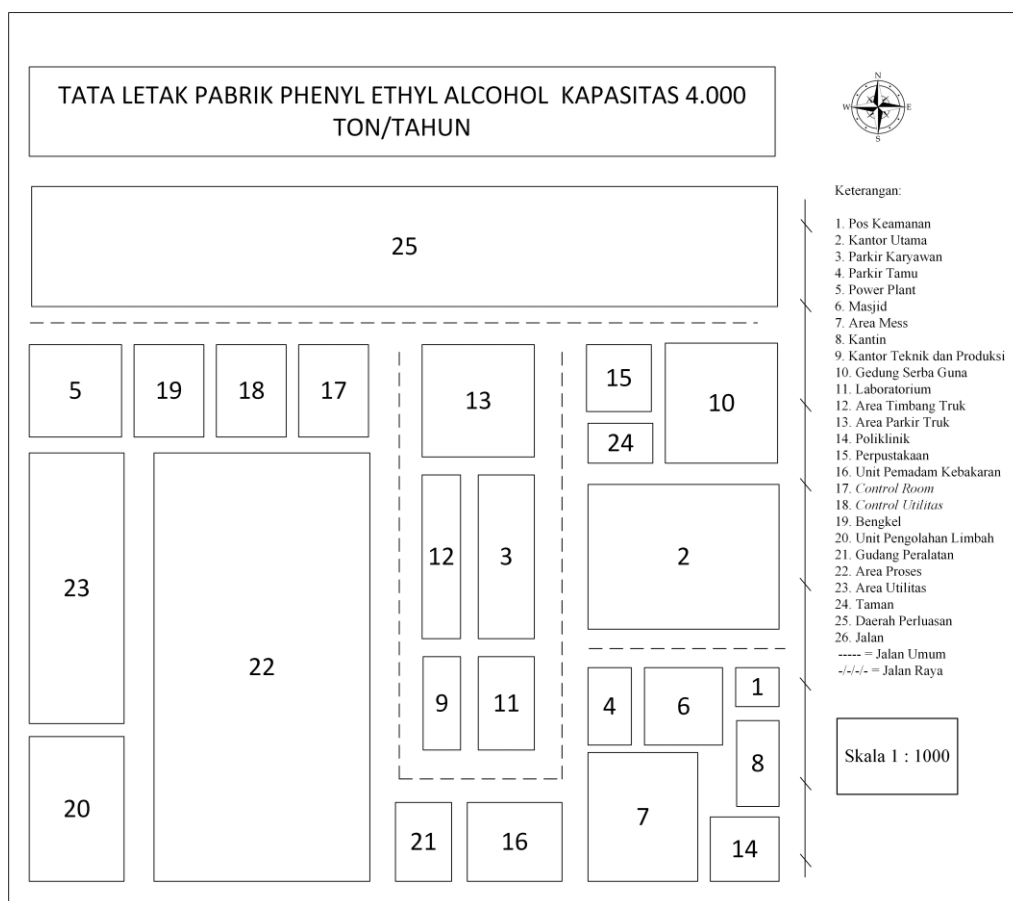 TATA LETAK PABRIK PHENYL ETHYL ALCOHOL KAPASITAS 4.000
TON/TAHUN
N
W E
S
25
5 19 18 17 13 15 10
24
23 22 12 3 2
9 11 4 6 1
8
20 21 16 7 14
Keterangan:
1. Pos Keamanan
2. Kantor Utama
3. Parkir Karyawan
4. Parkir Tamu
5. Power Plant
6. Masjid
7. Area Mess
8. Kantin
9. Kantor Teknik dan Produksi
10. Gedung Serba Guna
11. Laboratorium
12. Area Timbang Truk
13. Area Parkir Truk
14. Poliklinik
15. Perpustakaan
16. Unit Pemadam Kebakaran
17. Control Room
18. Control Utilitas
19. Bengkel
20. Unit Pengolahan Limbah
21. Gudang Peralatan
22. Area Proses
23. Area Utilitas
24. Taman
25. Daerah Perluasan
26. Jalan
----- = Jalan Umum
-/-/-/- = Jalan Raya
Skala 1 : 1000